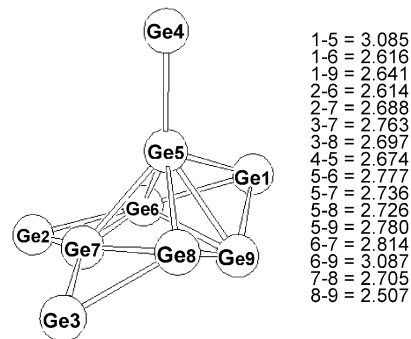 Ge4
Ge5
Ge1
Ge6
Ge2
Ge7
Ge8
Ge9
Ge3
1-5 = 3.085
1-6 = 2.616
1-9 = 2.641
2-6 = 2.614
2-7 = 2.688
3-7 = 2.763
3-8 = 2.697
4-5 = 2.674
5-6 = 2.777
5-7 = 2.736
5-8 = 2.726
5-9 = 2.780
6-7 = 2.814
6-9 = 3.087
7-8 = 2.705
8-9 = 2.507